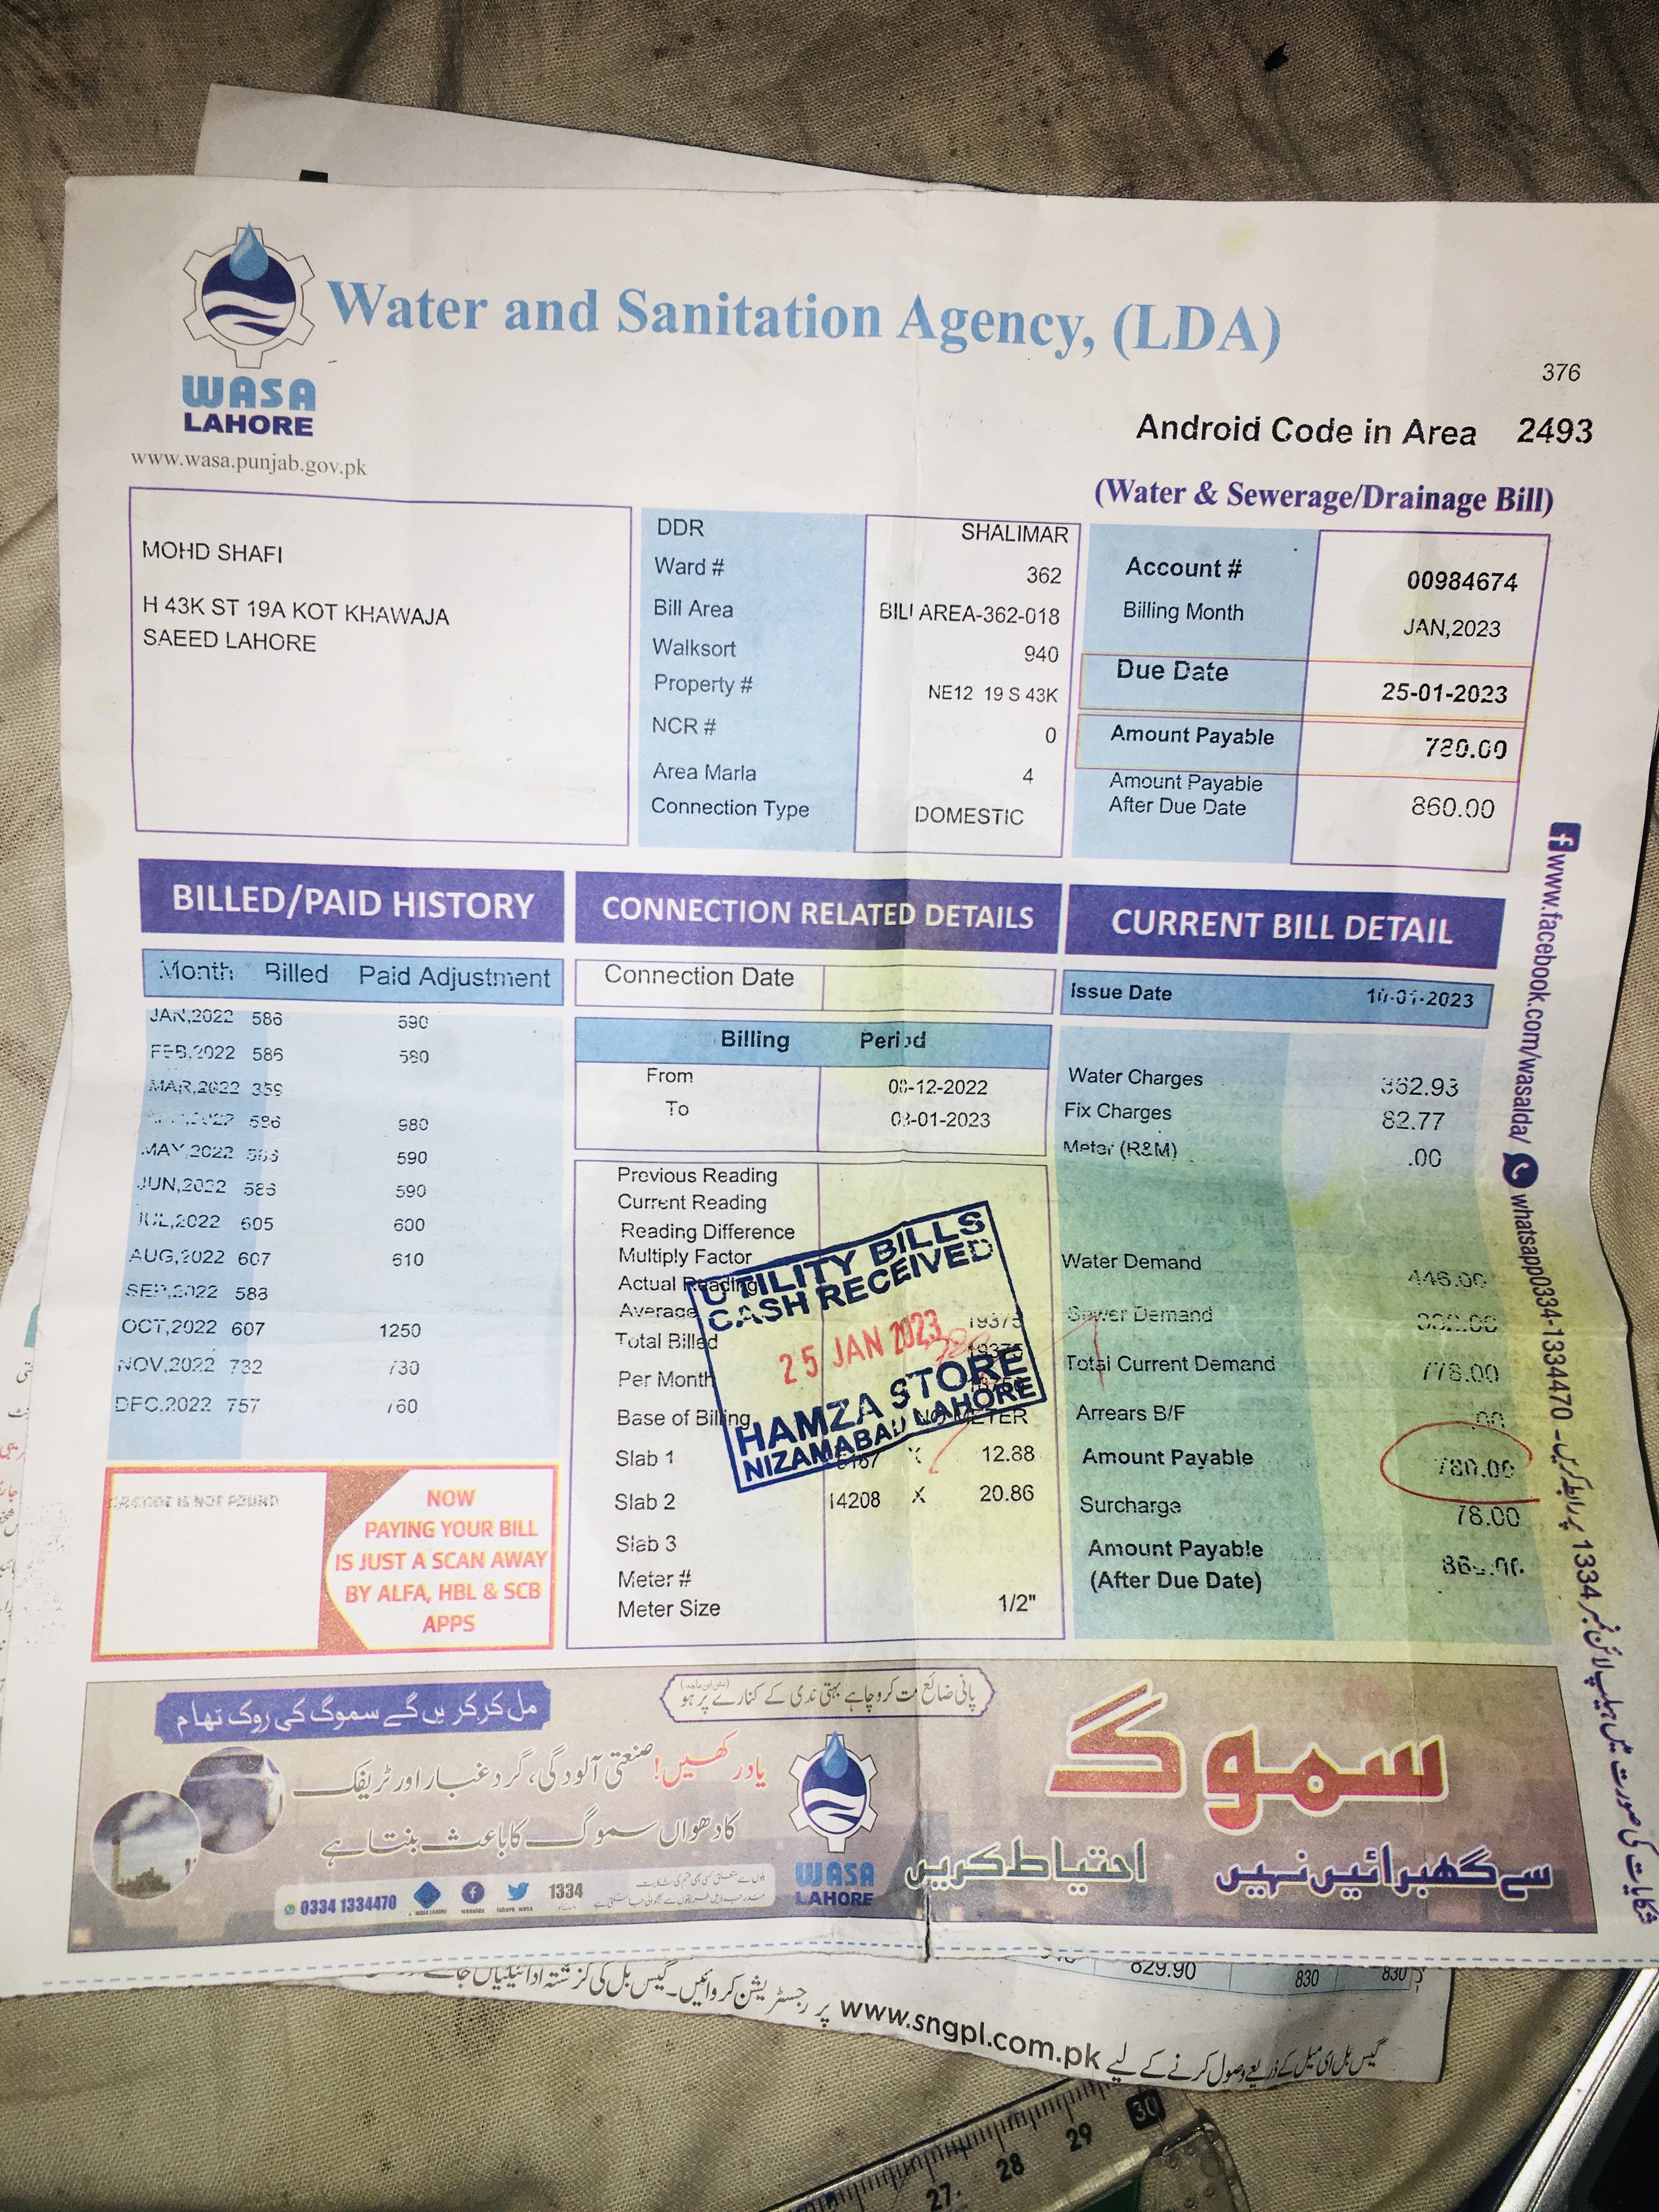 WASA
LAHORE
www.wasa.punjab.gov.pk
Water and Sanitation Agency, (LDA)
376
Android Code in Area 2493
(Water & Sewerage/Drainage Bill)
MOHD SHAFI
H 43K ST 19A KOT KHAWAJA
SAEED LAHORE
DDR SHALIMAR
Ward # 362
Bill Area BILL AREA-362-018
Walksort 940
Property # NE12 19 S 43K
NCR # 0
Area Marla 4
Connection Type DOMESTIC
Account # 00984674
Billing Month JAN,2023
Due Date 25-01-2023
Amount Payable 780.00
Amount Payable
After Due Date 860.00
BILLED/PAID HISTORY
Month Billed Paid Adjustment
JAN,2022 586 590
FEB,2022 586 580
MAR,2022 359
586 980
MAY,2022 586 590
JUN,2022 586 590
JUL,2022 605 600
AUG,2022 607 610
SEP,2022 588
OCT,2022 607 1250
NOV,2022 732 730
DEC,2022 757 760
QR CODE IS NOT FOUND
NOW
PAYING YOUR BILL
IS JUST A SCAN AWAY
BY ALFA, HBL & SCB
APPS
CONNECTION RELATED DETAILS
Connection Date
Billing Period
From -12-2022
To -01-2023
Previous Reading
Current Reading
Reading Difference
Multiply Factor
Actual Reading
Average 19375
Total Billed 19375
Per Month
Base of Billing NO METER
Slab 1 X 12.88
Slab 2 14208 X 20.86
Slab 3
Meter #
Meter Size 1/2"
UTILITY BILLS
CASH RECEIVED
25 JAN 2023
HAMZA STORE
NIZAMABAD LAHORE
CURRENT BILL DETAIL
Issue Date -01-2023
Water Charges 362.93
Fix Charges 82.77
Meter (R&M) .00
Water Demand 446.00
Sewer Demand
Total Current Demand 778.00
Arrears B/F .00
Amount Payable 780.00
Surcharge 78.00
Amount Payable
(After Due Date)
www.facebook.com/wasalda/ whatsapp0334-1334470
شکایات کی صورت میں ہیلپ لائن نمبر 1334 پر رابطہ کریں۔
مل کر کریں گے سموگ کی روک تھام
پانی ضائع مت کرو چاہے بہتی ندی کے کنارے پر ہو
یاد رکھیں! صنعتی آلودگی، گرد غبار اور ٹریفک
کا دھواں سموگ کا باعث بنتا ہے
0334 1334470 wasalda lahore_wasa 1334
WASA
LAHORE
سموگ
سے گھبرائیں نہیں
احتیاط کریں
829.90 830 830
گیس بل ای میل کے ذریعے وصول کرنے کے لیے www.sngpl.com.pk پر رجسٹریشن کروائیں۔ گیس بل کی گزشتہ ادائیگیاں
27 28 29 30